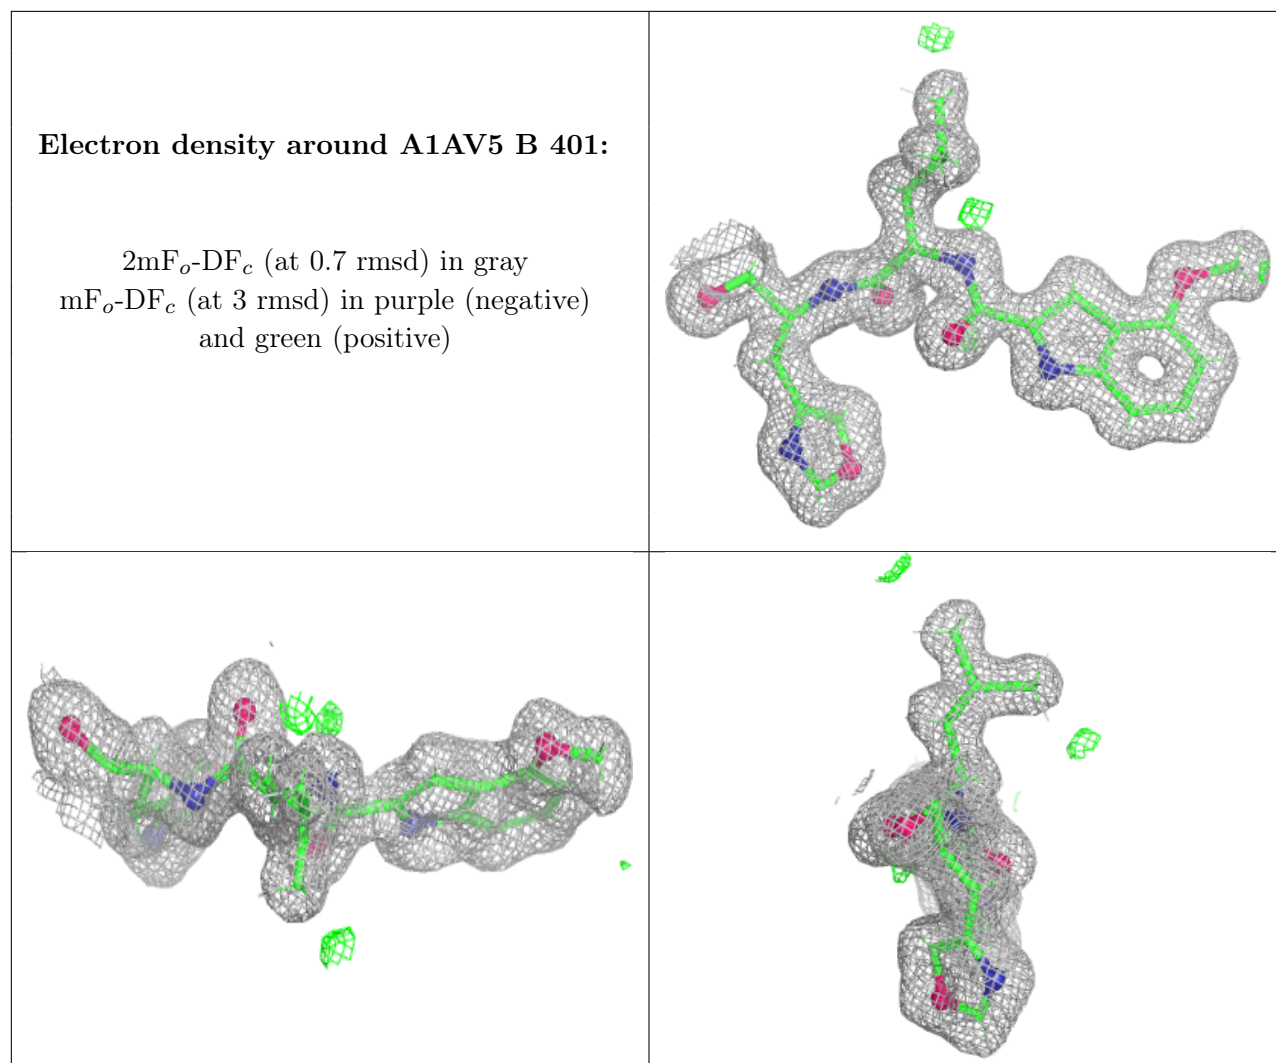 Electron density around A1AV5 B 401:
2mFo-DFc (at 0.7 rmsd) in gray
mFo-DFc (at 3 rmsd) in purple (negative)
and green (positive)